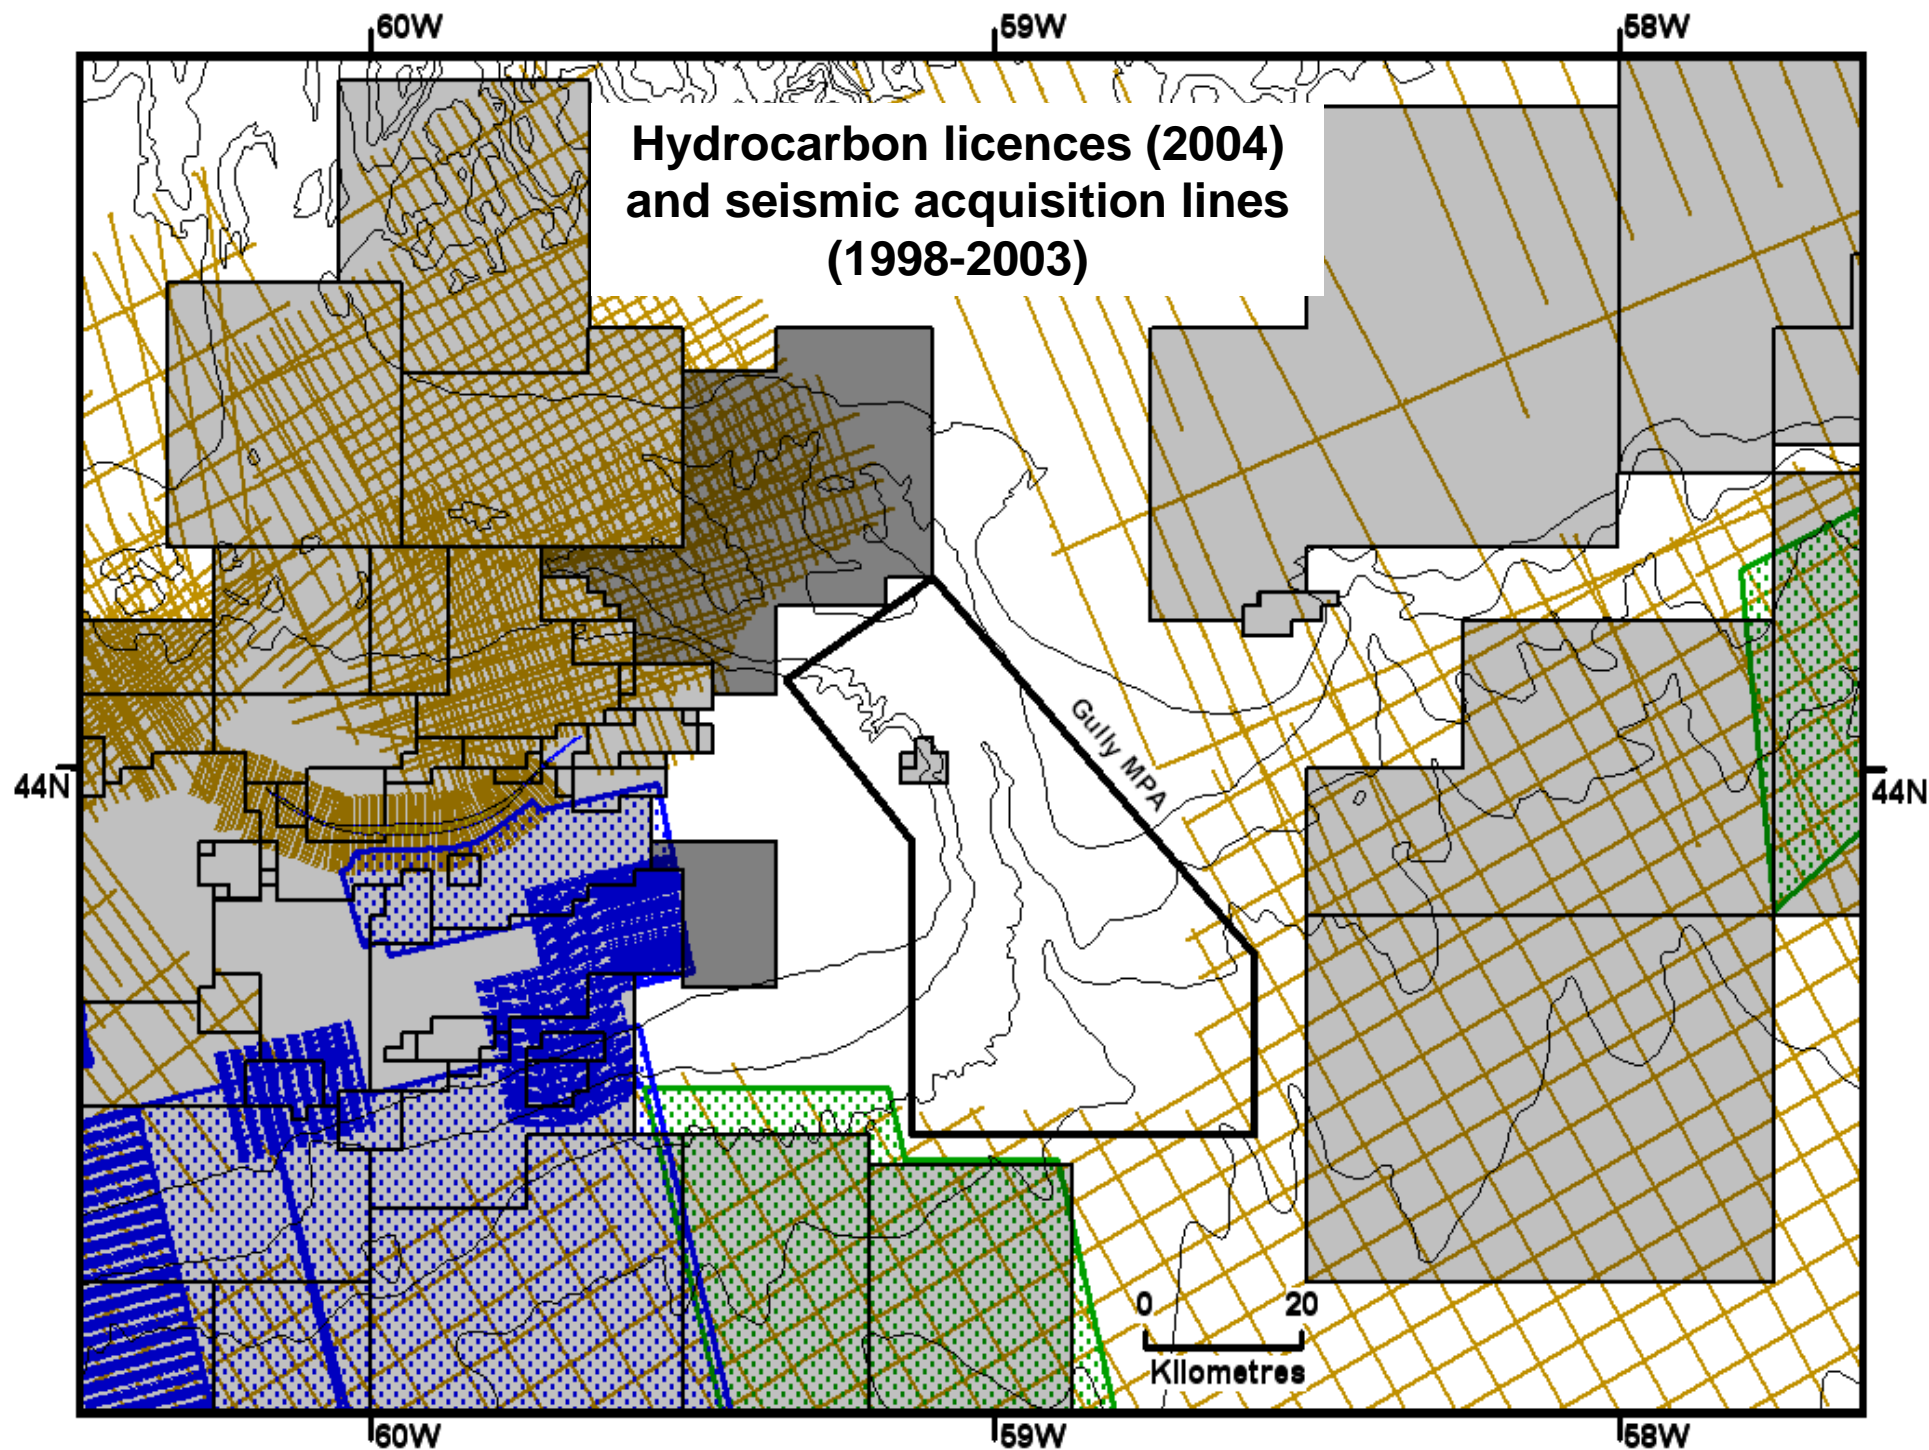 60W
59W
58W
Hydrocarbon licences (2004)
and seismic acquisition lines
(1998-2003)
Gully MPA
44N
44N
0 20
Kilometres
60W
59W
58W